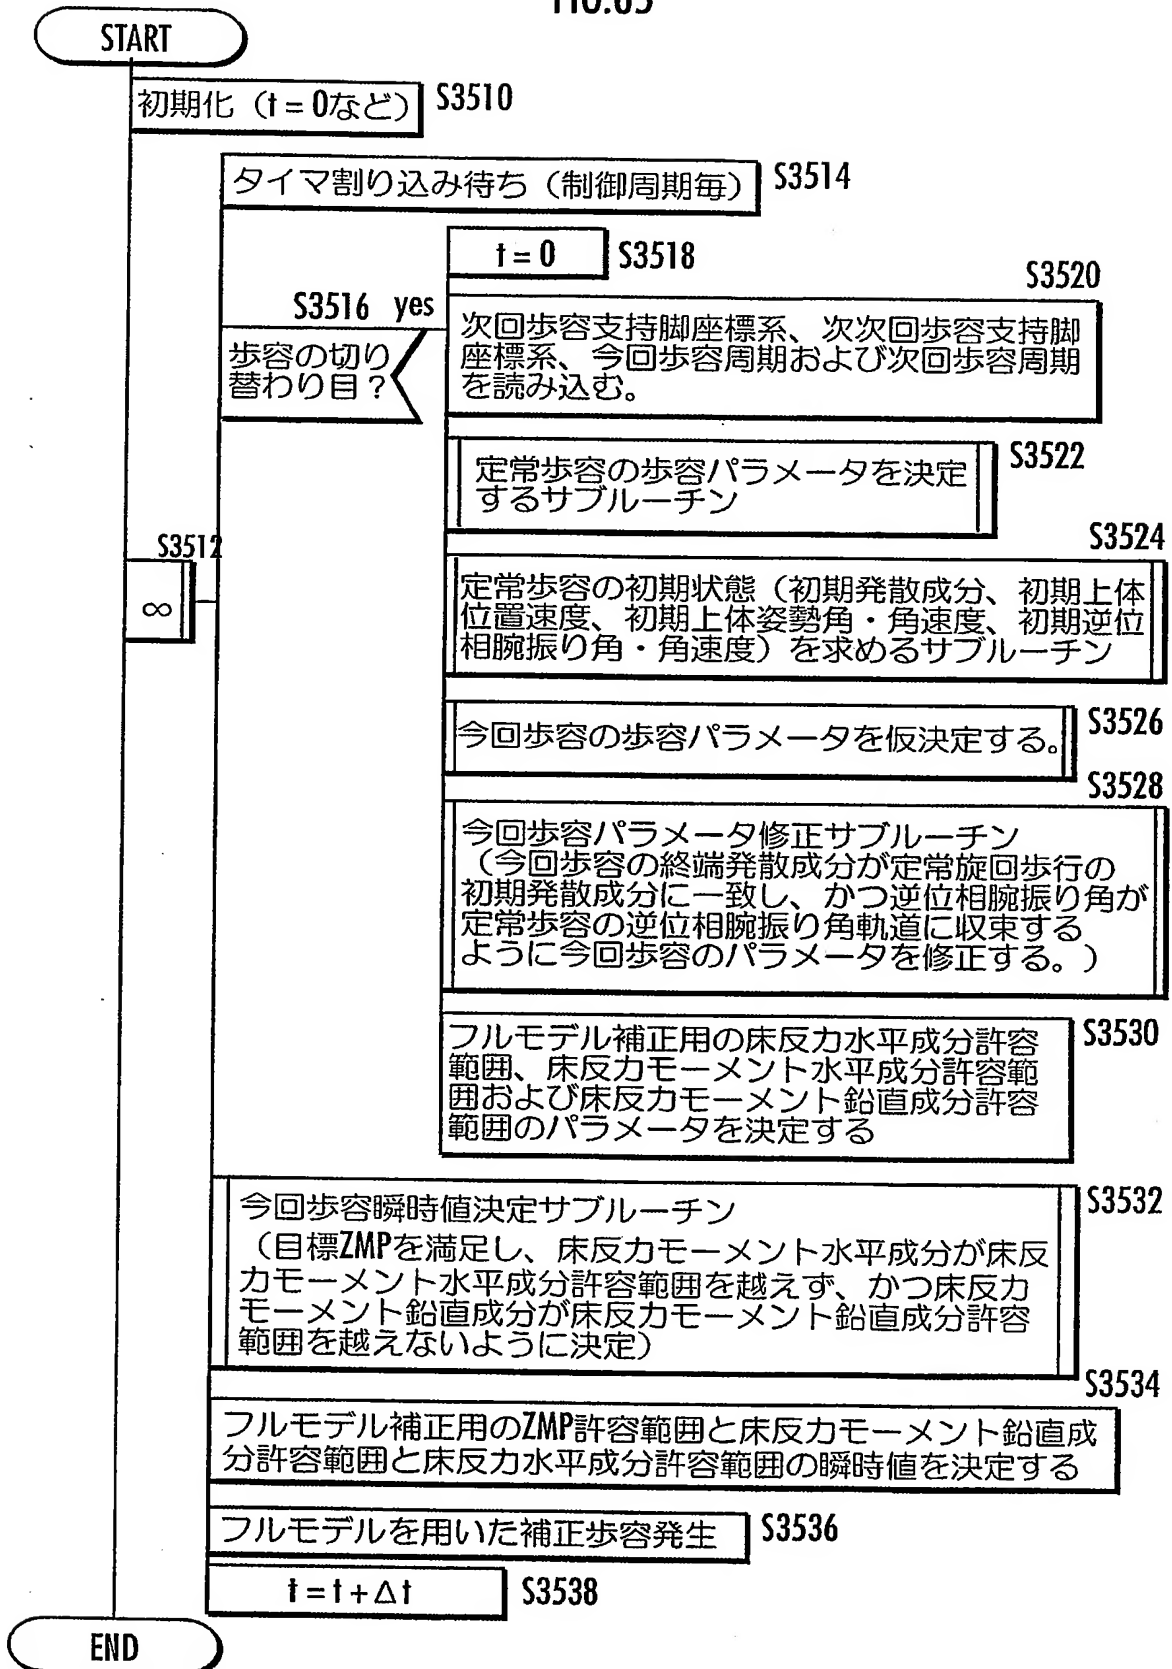 FIG.65
START
初期化(t=0など) S3510
タイマ割り込み待ち(制御周期毎) S3514
t=0 S3518
S3516 yes
歩容の切り
替わり目?
S3520
次回歩容支持脚座標系、次次回歩容支持脚
座標系、今回歩容周期および次回歩容周期
を読み込む。
S3522
定常歩容の歩容パラメータを決定
するサブルーチン
S3512
∞
S3524
定常歩容の初期状態(初期発散成分、初期上体
位置速度、初期上体姿勢角・角速度、初期逆位
相腕振り角・角速度)を求めるサブルーチン
S3526
今回歩容の歩容パラメータを仮決定する。
S3528
今回歩容パラメータ修正サブルーチン
(今回歩容の終端発散成分が定常旋回歩行の
初期発散成分に一致し、かつ逆位相腕振り角が
定常歩容の逆位相腕振り角軌道に収束する
ように今回歩容のパラメータを修正する。)
S3530
フルモデル補正用の床反力水平成分許容
範囲、床反力モーメント水平成分許容範
囲および床反力モーメント鉛直成分許容
範囲のパラメータを決定する
S3532
今回歩容瞬時値決定サブルーチン
(目標ZMPを満足し、床反力モーメント水平成分が床反
力モーメント水平成分許容範囲を越えず、かつ床反力
モーメント鉛直成分が床反力モーメント鉛直成分許容
範囲を越えないように決定)
S3534
フルモデル補正用のZMP許容範囲と床反力モーメント鉛直成
分許容範囲と床反力水平成分許容範囲の瞬時値を決定する
フルモデルを用いた補正歩容発生 S3536
t=t+Δt S3538
END